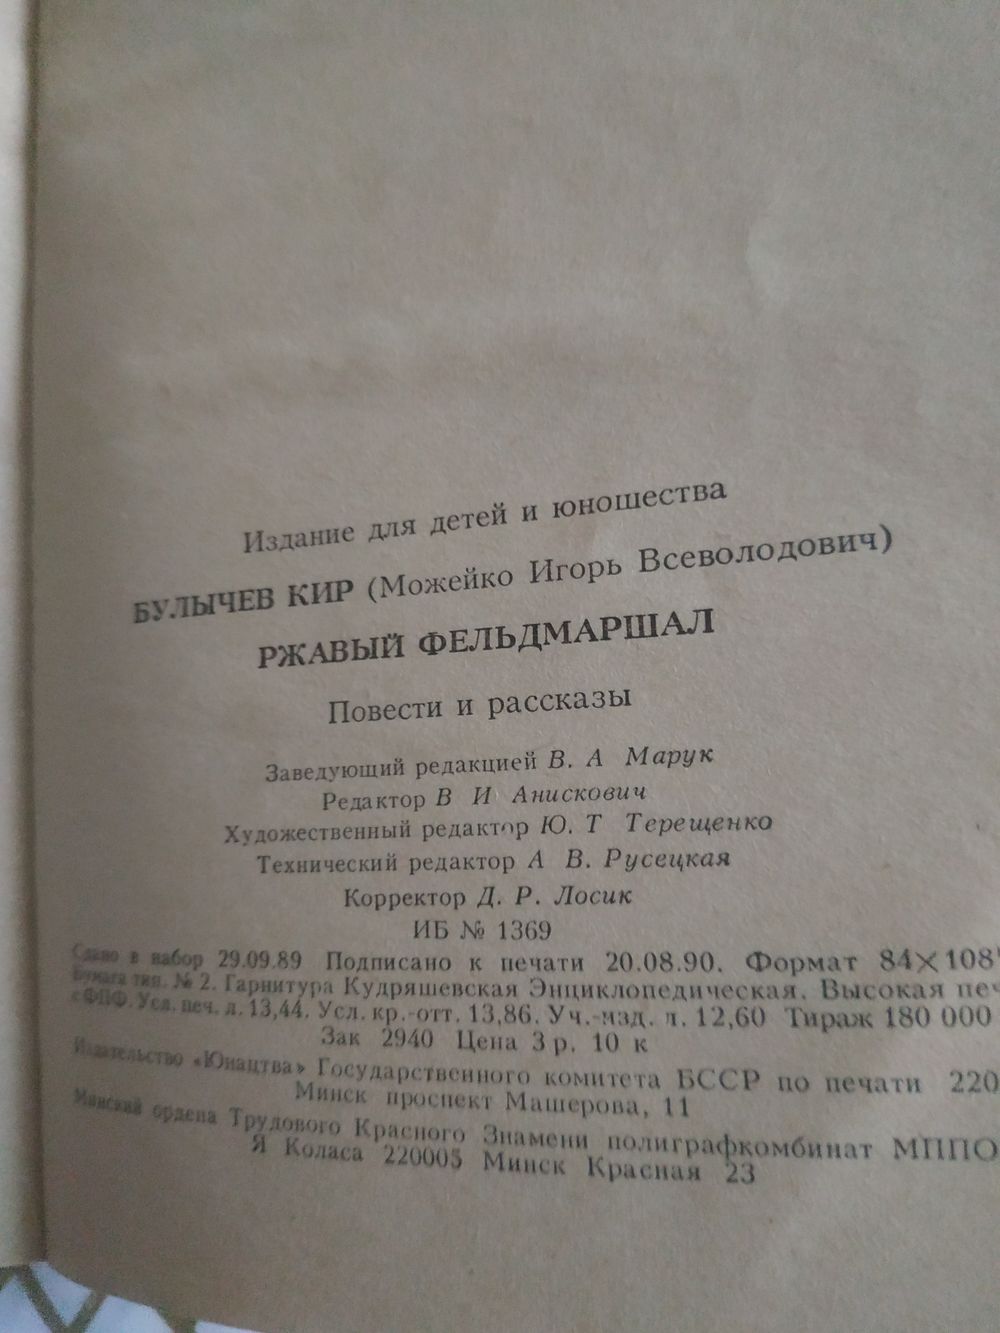 Издание для детей и юношества
БУЛЫЧЕВ КИР (Можейко Игорь Всеволодович)
РЖАВЫЙ ФЕЛЬДМАРШАЛ
Повести и рассказы
Заведующий редакцией В. А Марук
Редактор В И Анискович
Художественный редактор Ю. Т Терещенко
Технический редактор А В. Русецкая
Корректор Д. Р. Лосик
ИБ № 1369
Сдано в набор 29.09.89 Подписано к печати 20.08.90. Формат 84×108
Бумага тип. № 2. Гарнитура Кудряшевская Энциклопедическая. Высокая печ
с ФПФ. Усл. печ. л. 13,44. Усл. кр.-отт. 13,86. Уч.-изд. л. 12,60 Тираж 180 000
Зак 2940 Цена 3 р. 10 к
Издательство «Юнацтва» Государственного комитета БССР по печати 220
Минск проспект Машерова, 11
Минский ордена Трудового Красного Знамени полиграфкомбинат МППО
Я Коласа 220005 Минск Красная 23